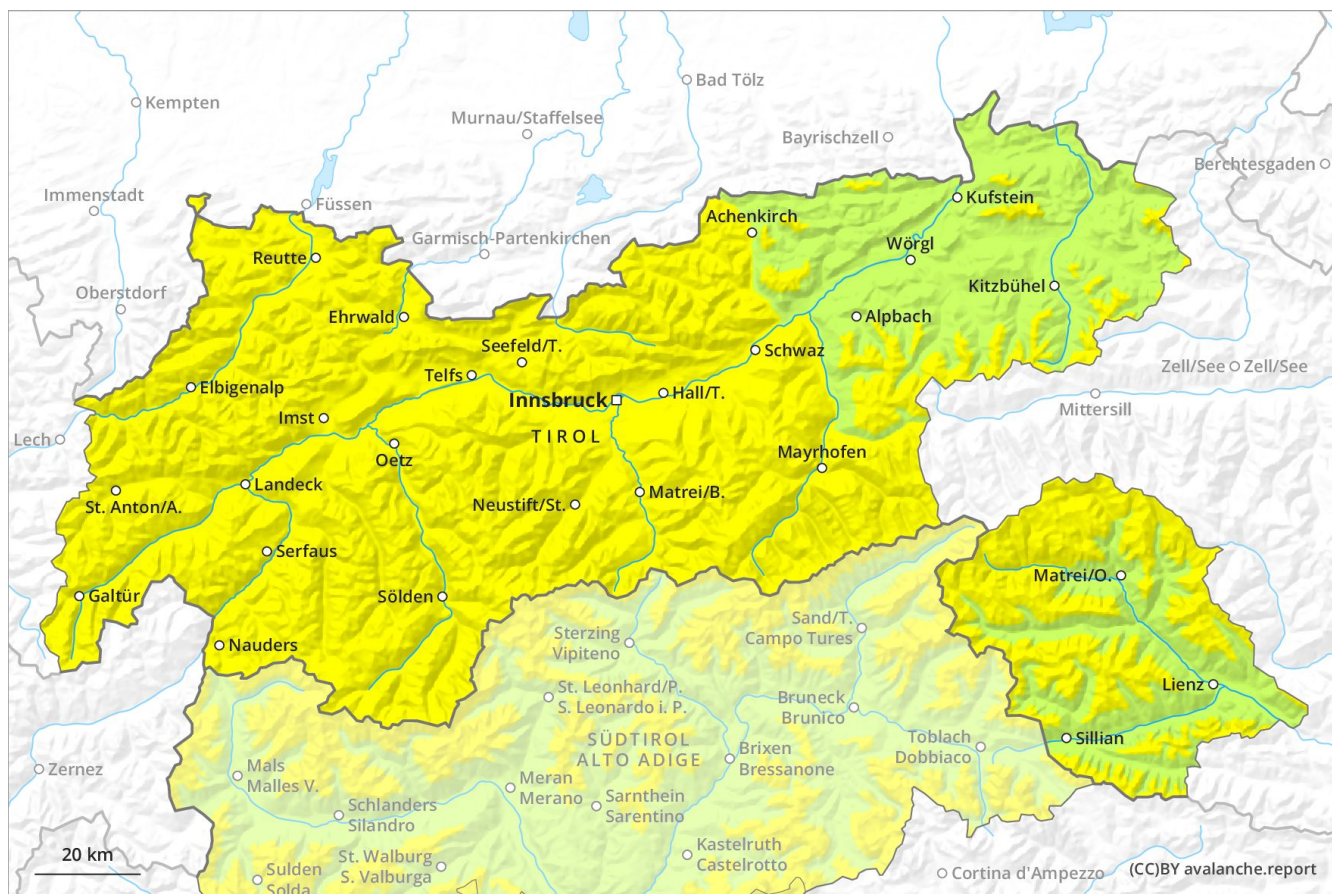 Bad Tölz
Kempten
Murnau/Staffelsee
Bayrischzell
Berchtesgaden
Immenstadt
Füssen
Kufstein
Achenkirch
Garmisch-Partenkirchen
Wörgl
Reutte
Oberstdorf
Kitzbühel
Ehrwald
Alpbach
Seefeld/T.
Schwaz
Telfs
Zell/See
Zell/See
Elbigenalp
Hall/T.
Innsbruck
Mittersill
Imst
TIROL
Lech
Oetz
Mayrhofen
Landeck
St. Anton/A.
Neustift/St.
Matrei/B.
Serfaus
Matrei/O.
Galtür
Sölden
Sterzing
Vipiteno
Sand/T.
Campo Tures
Nauders
St. Leonhard/P.
S. Leonardo i. P.
Bruneck
Brunico
Lienz
SÜDTIROL
ALTO ADIGE
Toblach
Dobbiaco
Sillian
Brixen
Bressanone
Zernez
Mals
Malles V.
Meran
Merano
Sarnthein
Sarentino
Schlanders
Silandro
20 km
St. Walburg
S. Valburga
Kastelruth
Castelrotto
Sulden
Solda
Cortina d'Ampezzo
(CC)BY avalanche.report